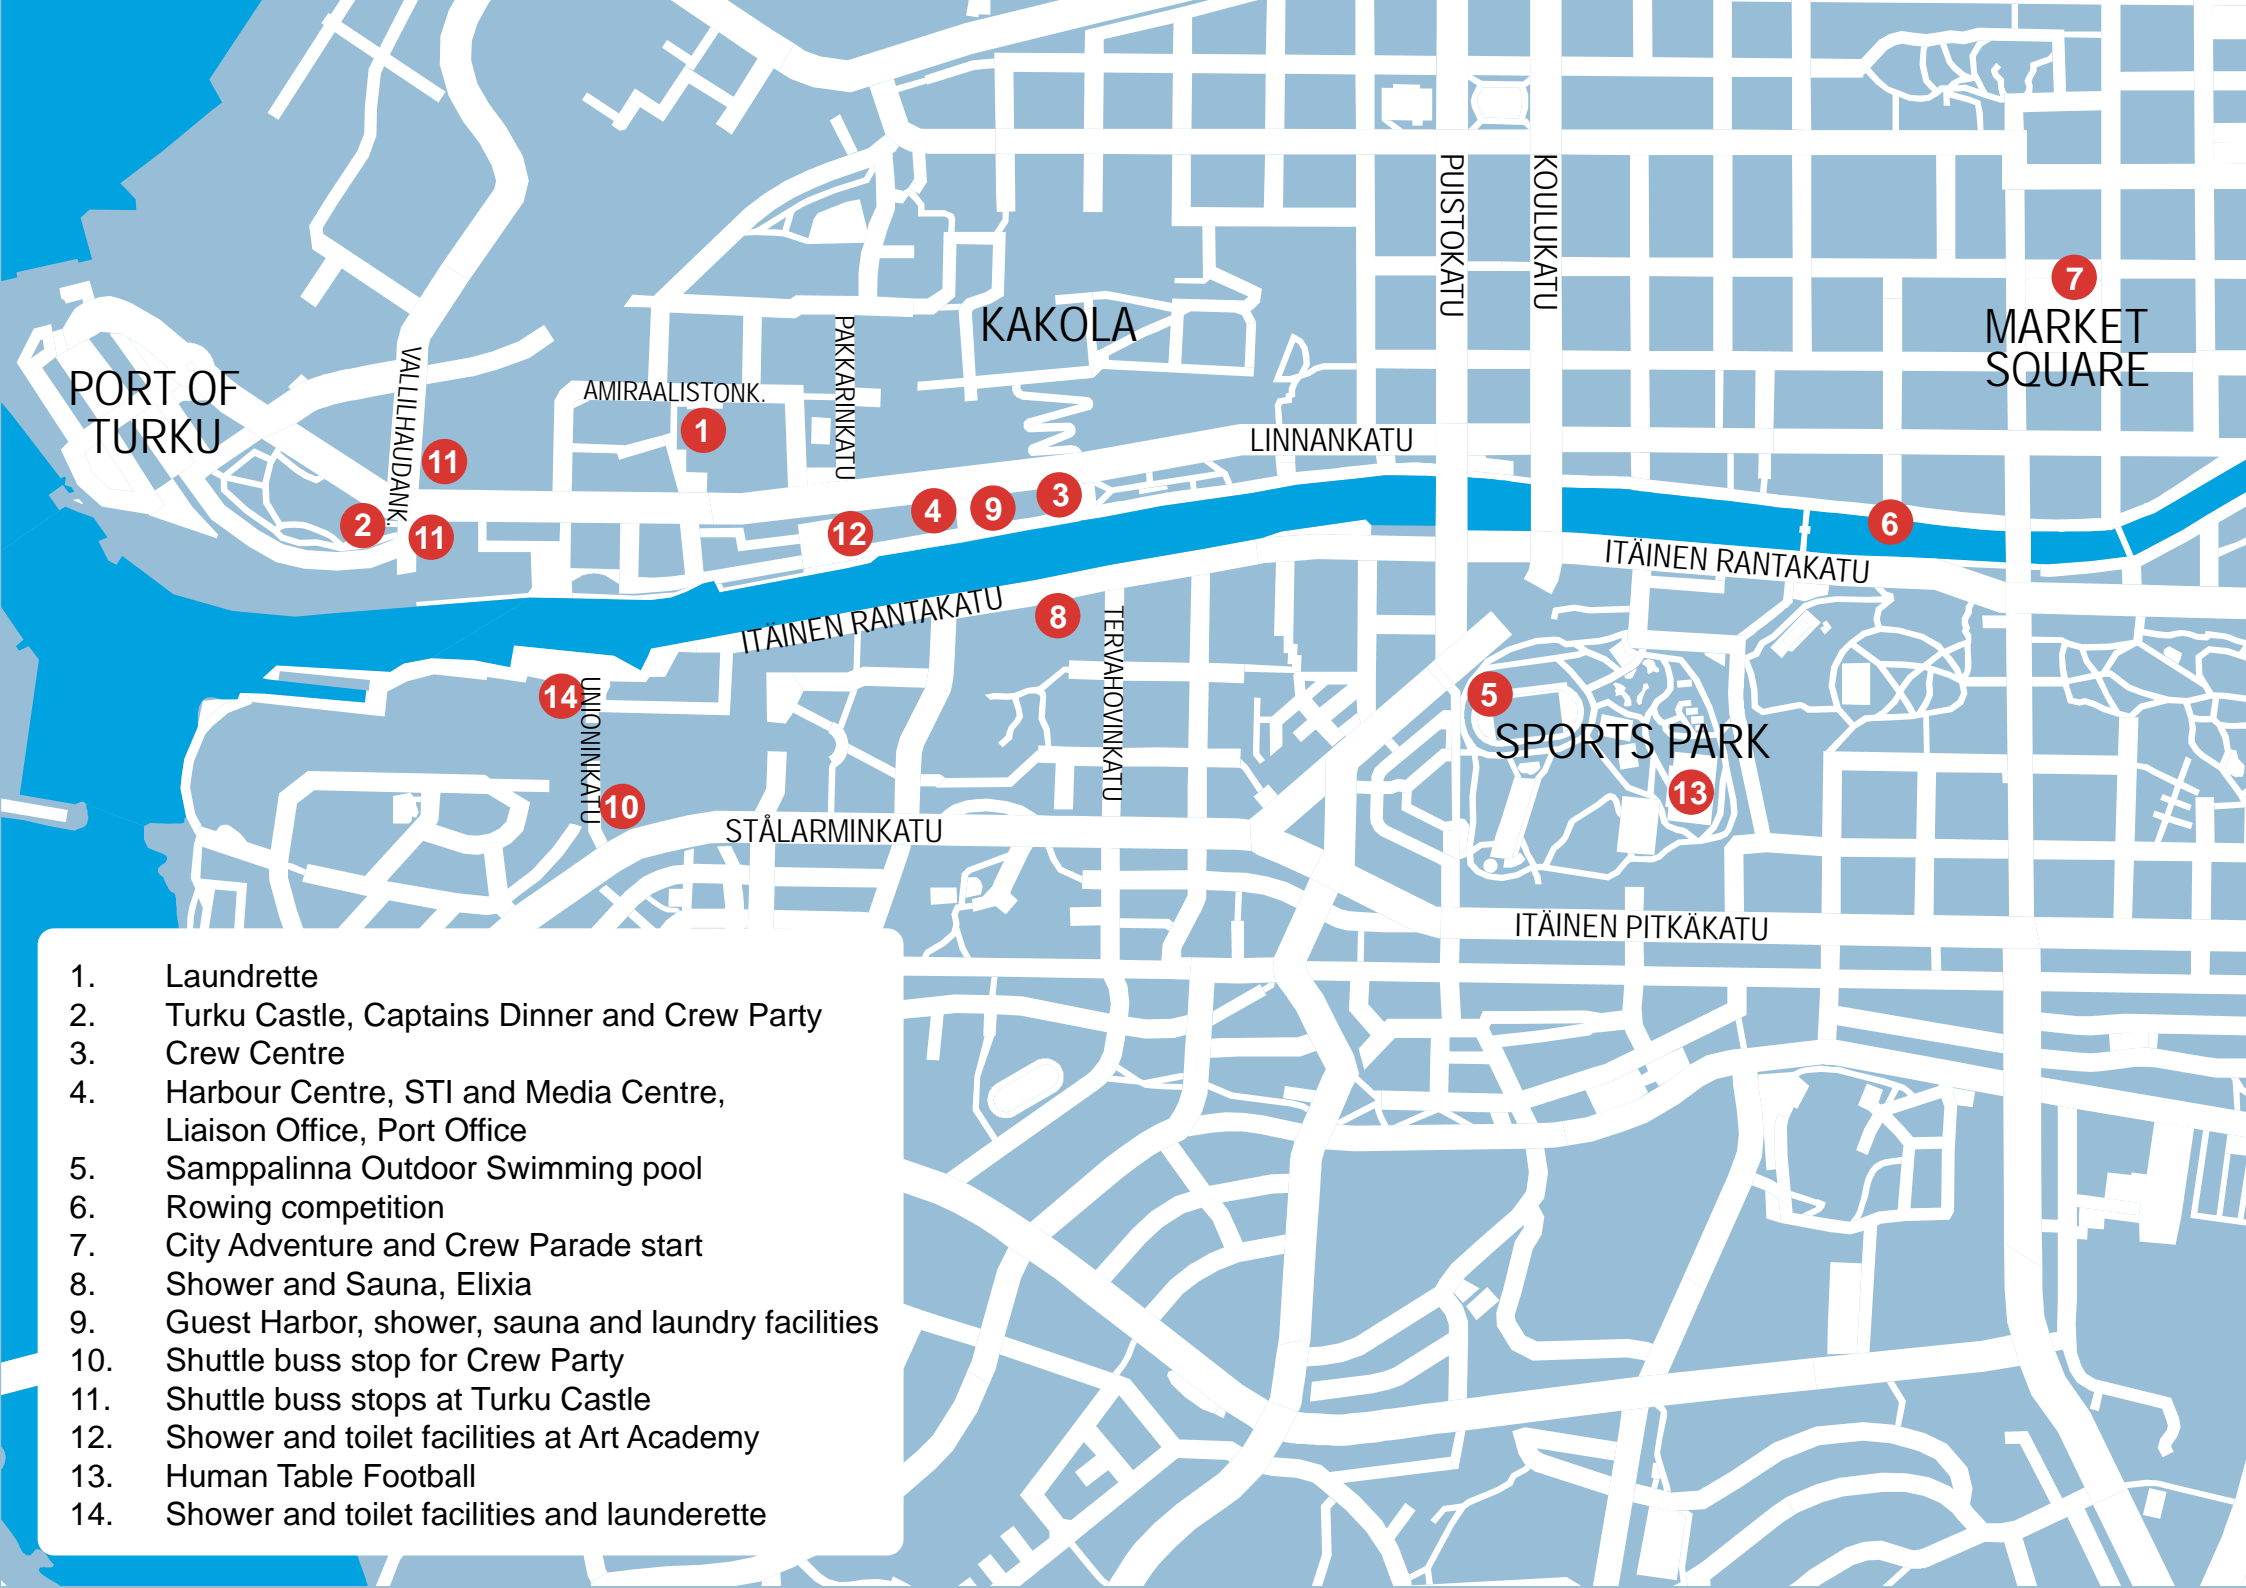 PUISTOKATU
KOULUKATU
7
MARKET
SQUARE
KAKOLA
PAKKARINKATU
VALLILHAUDANK.
PORT OF
TURKU
AMIRAALISTONK.
1
LINNANKATU
11
2
11
12
4
9
3
6
ITÄINEN RANTAKATU
ITÄINEN RANTAKATU
8
TERVAHOVINKATU
14
UNIONINKATU
10
5
SPORTS PARK
13
STÅLARMINKATU
ITÄINEN PITKÄKATU
1. Laundrette
2. Turku Castle, Captains Dinner and Crew Party
3. Crew Centre
4. Harbour Centre, STI and Media Centre,
Liaison Office, Port Office
5. Samppalinna Outdoor Swimming pool
6. Rowing competition
7. City Adventure and Crew Parade start
8. Shower and Sauna, Elixia
9. Guest Harbor, shower, sauna and laundry facilities
10. Shuttle buss stop for Crew Party
11. Shuttle buss stops at Turku Castle
12. Shower and toilet facilities at Art Academy
13. Human Table Football
14. Shower and toilet facilities and launderette